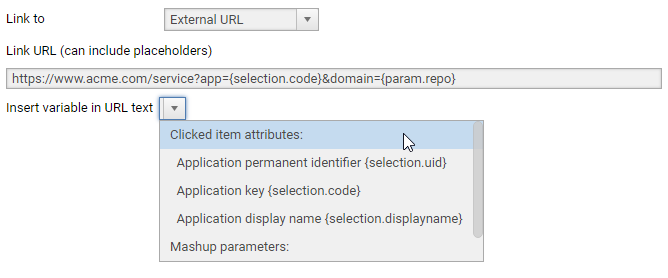 Link to External URL
Link URL (can include placeholders)
https://www.acme.com/service?app={selection.code}&domain={param.repo}
Insert variable in URL text
Clicked item attributes:
Application permanent identifier {selection.uid}
Application key {selection.code}
Application display name {selection.displayname}
Mashup parameters: